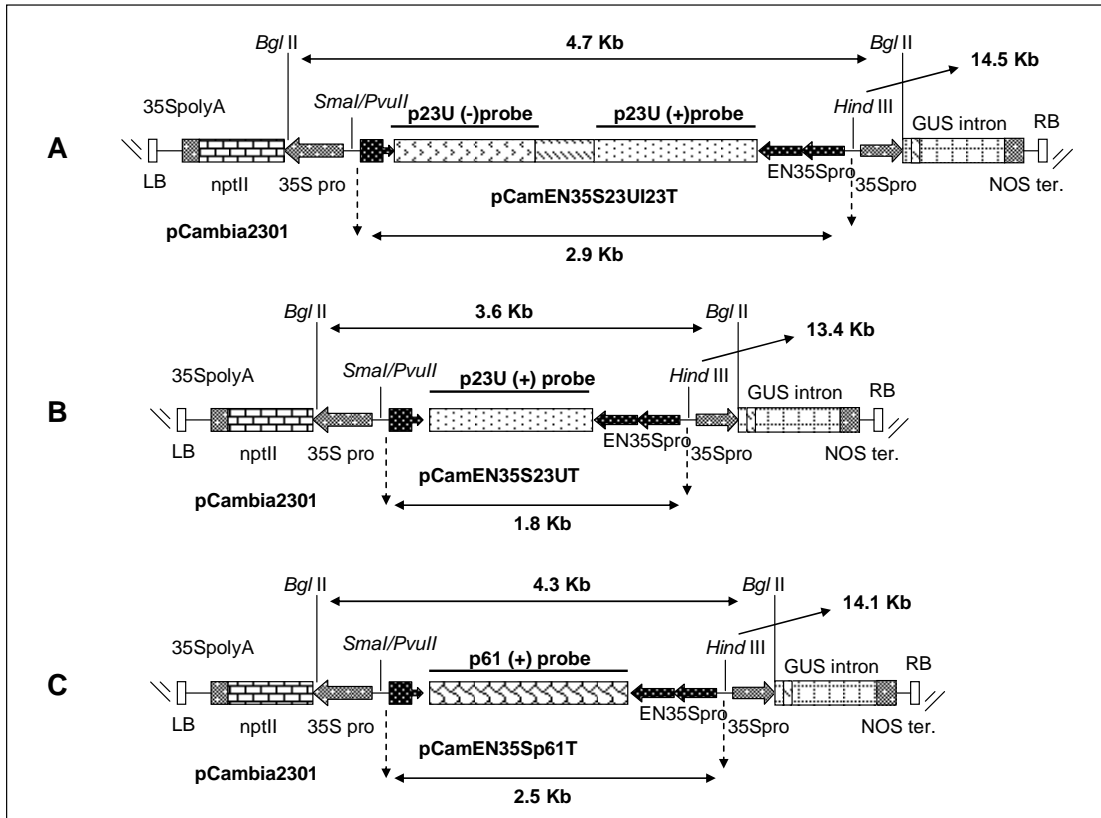 A
4.7 Kb
Bgl II
Bgl II
14.5 Kb
35SpolyA
SmaI/PvuII
p23U (-)probe
p23U (+)probe
Hind III
GUS intron
RB
LB
nptII
35S pro
EN35Spro
35Spro
NOS ter.
pCamEN35S23UI23T
pCambia2301
2.9 Kb
B
3.6 Kb
Bgl II
Bgl II
13.4 Kb
35SpolyA
SmaI/PvuII
p23U (+) probe
Hind III
GUS intron
RB
LB
nptII
35S pro
EN35Spro
35Spro
NOS ter.
pCamEN35S23UT
pCambia2301
1.8 Kb
C
4.3 Kb
Bgl II
Bgl II
14.1 Kb
35SpolyA
SmaI/PvuII
p61 (+) probe
Hind III
GUS intron
RB
LB
nptII
35S pro
EN35Spro
35Spro
NOS ter.
pCamEN35Sp61T
pCambia2301
2.5 Kb